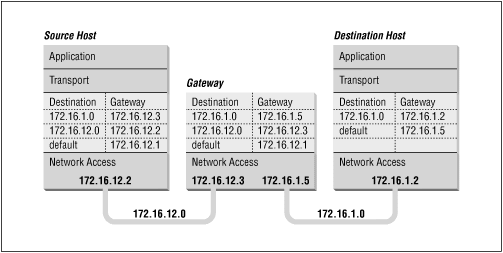 Source Host
Application
Transport
Destination Gateway
172.16.1.0 172.16.12.3
172.16.12.0 172.16.12.2
default 172.16.12.1
Network Access
172.16.12.2
Gateway
Destination Gateway
172.16.1.0 172.16.1.5
172.16.12.0 172.16.12.3
default 172.16.12.1
Network Access
172.16.12.3 172.16.1.5
Destination Host
Application
Transport
Destination Gateway
172.16.1.0 172.16.1.2
default 172.16.1.5
Network Access
172.16.1.2
172.16.12.0
172.16.1.0